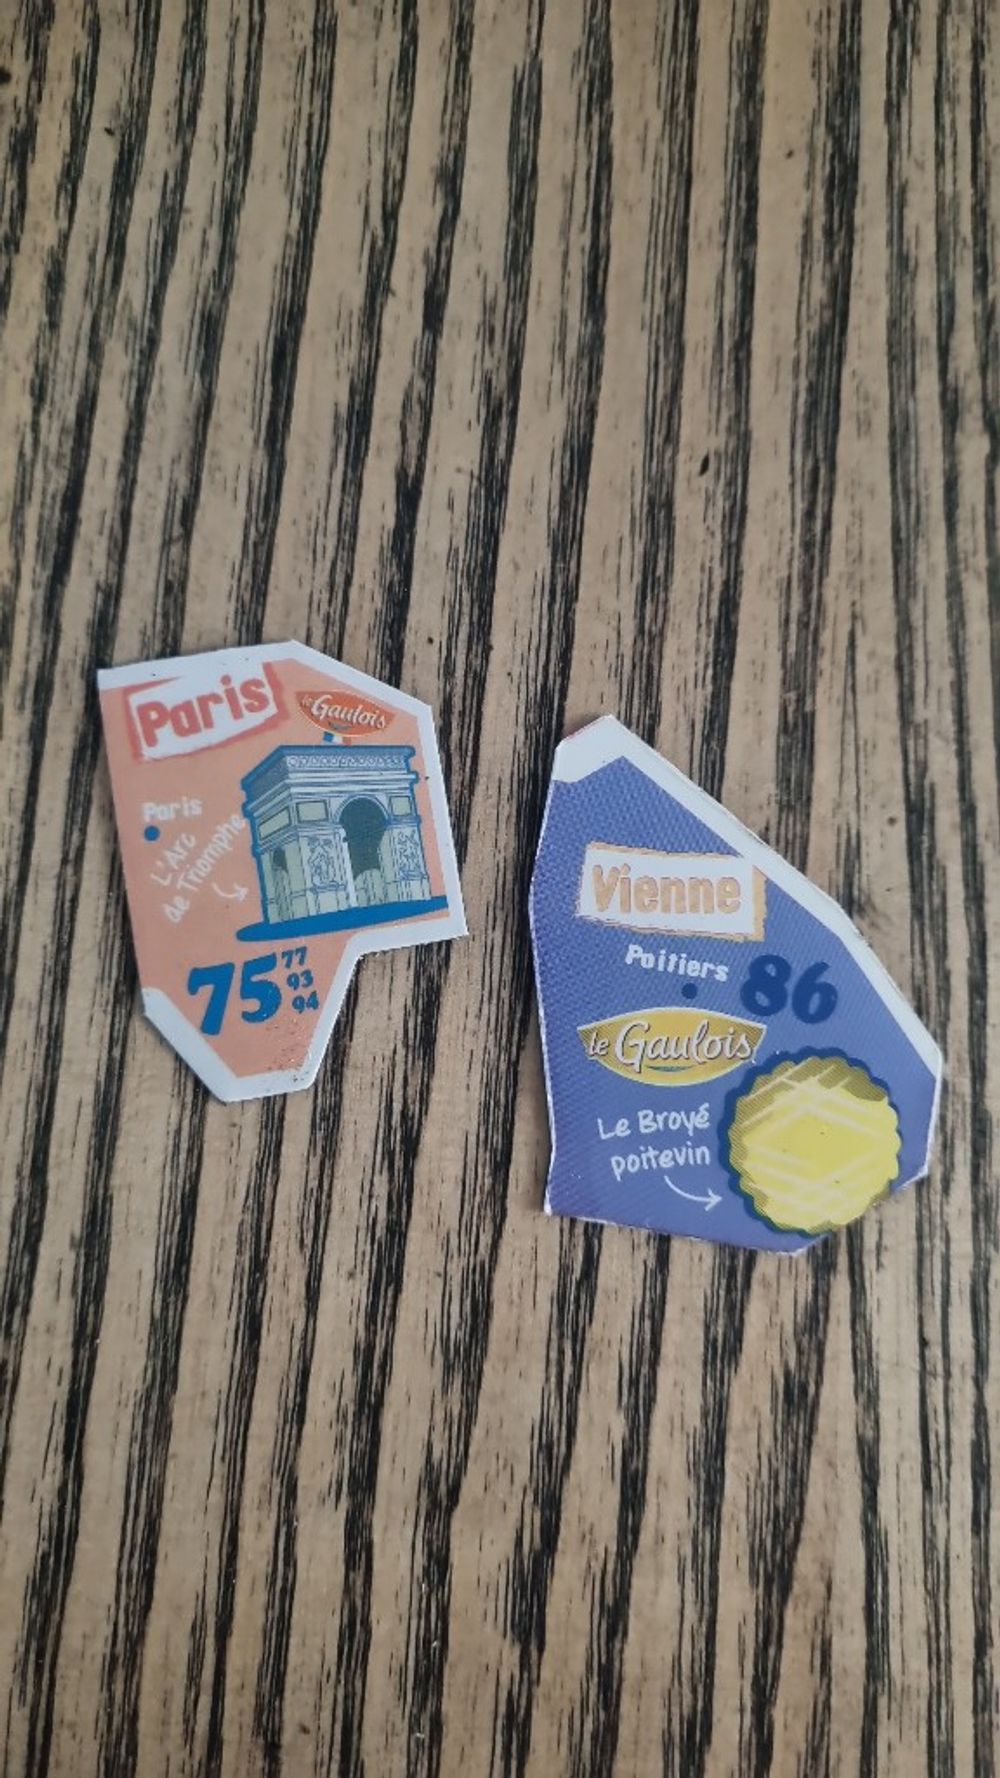 Paris
le Gaulois
Paris
L'Arc
de Triomphe
75
77
93
94
Vienne
Poitiers
86
le Gaulois
Le Broyé
poitevin